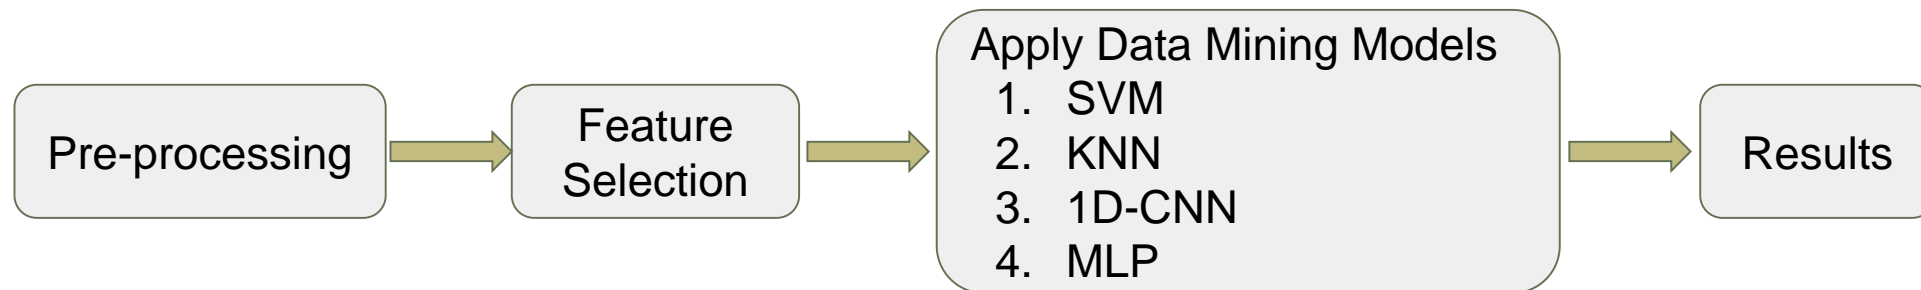 Pre-processing
Feature
Selection
Apply Data Mining Models
1. SVM
2. KNN
3. 1D-CNN
4. MLP
Results